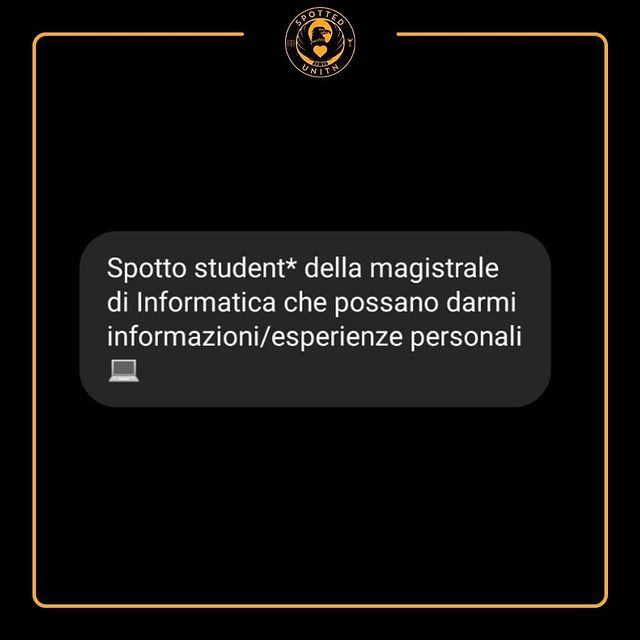 SPOTTED
UNITN
Spotto student* della magistrale
di Informatica che possano darmi
informazioni/esperienze personali
💻